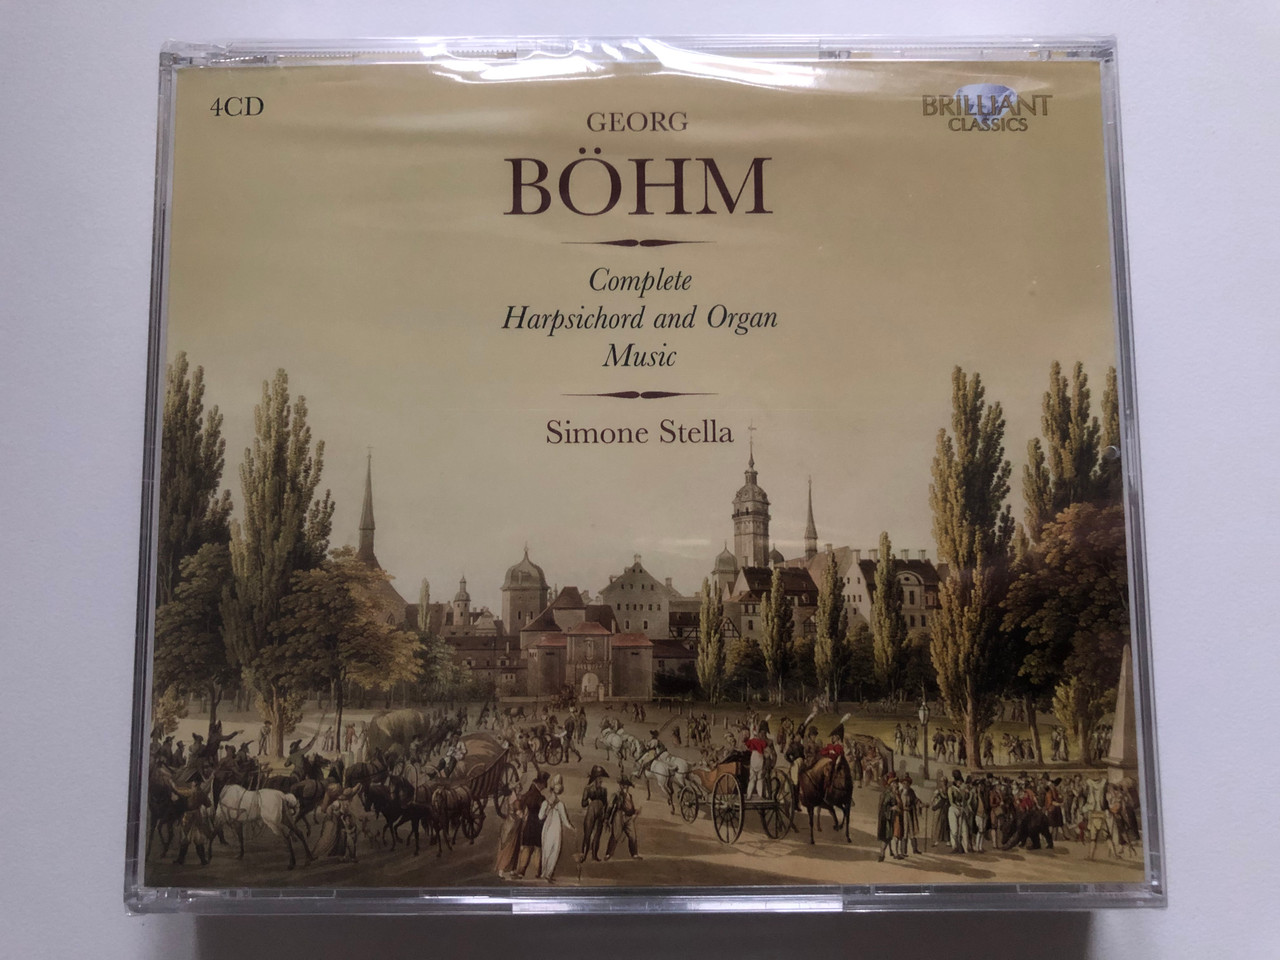 4CD
BRILLIANT
CLASSICS
GEORG
BÖHM
Complete
Harpsichord and Organ
Music
Simone Stella